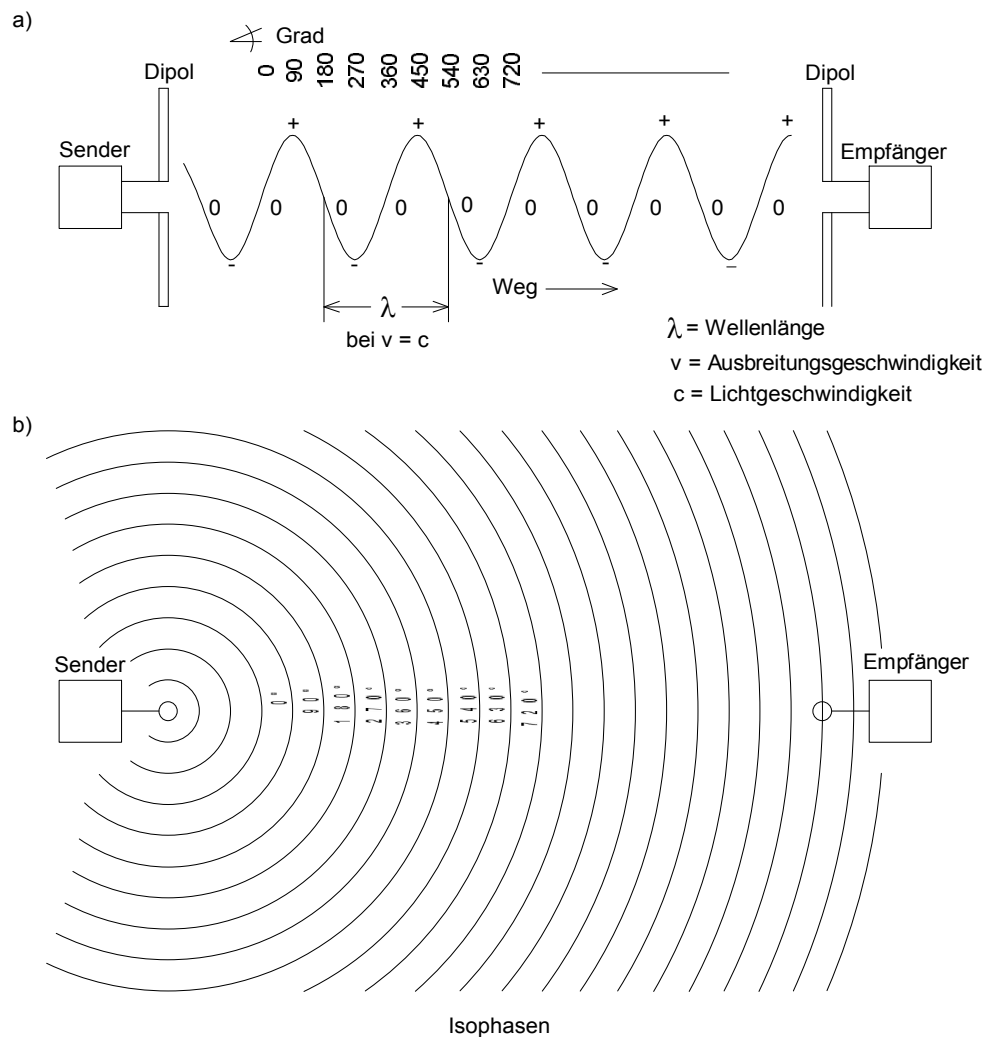 a)
Grad
0 90 180 270 360 450 540 630 720
Dipol
Dipol
Sender
Empfänger
+ + + + +
0 0 0 0 0 0 0 0 0 0
- - - - -
Weg
λ
bei v = c
λ = Wellenlänge
v = Ausbreitungsgeschwindigkeit
c = Lichtgeschwindigkeit
b)
Sender
Empfänger
0° 90° 180° 270° 360° 450° 540° 630° 720°
Isophasen